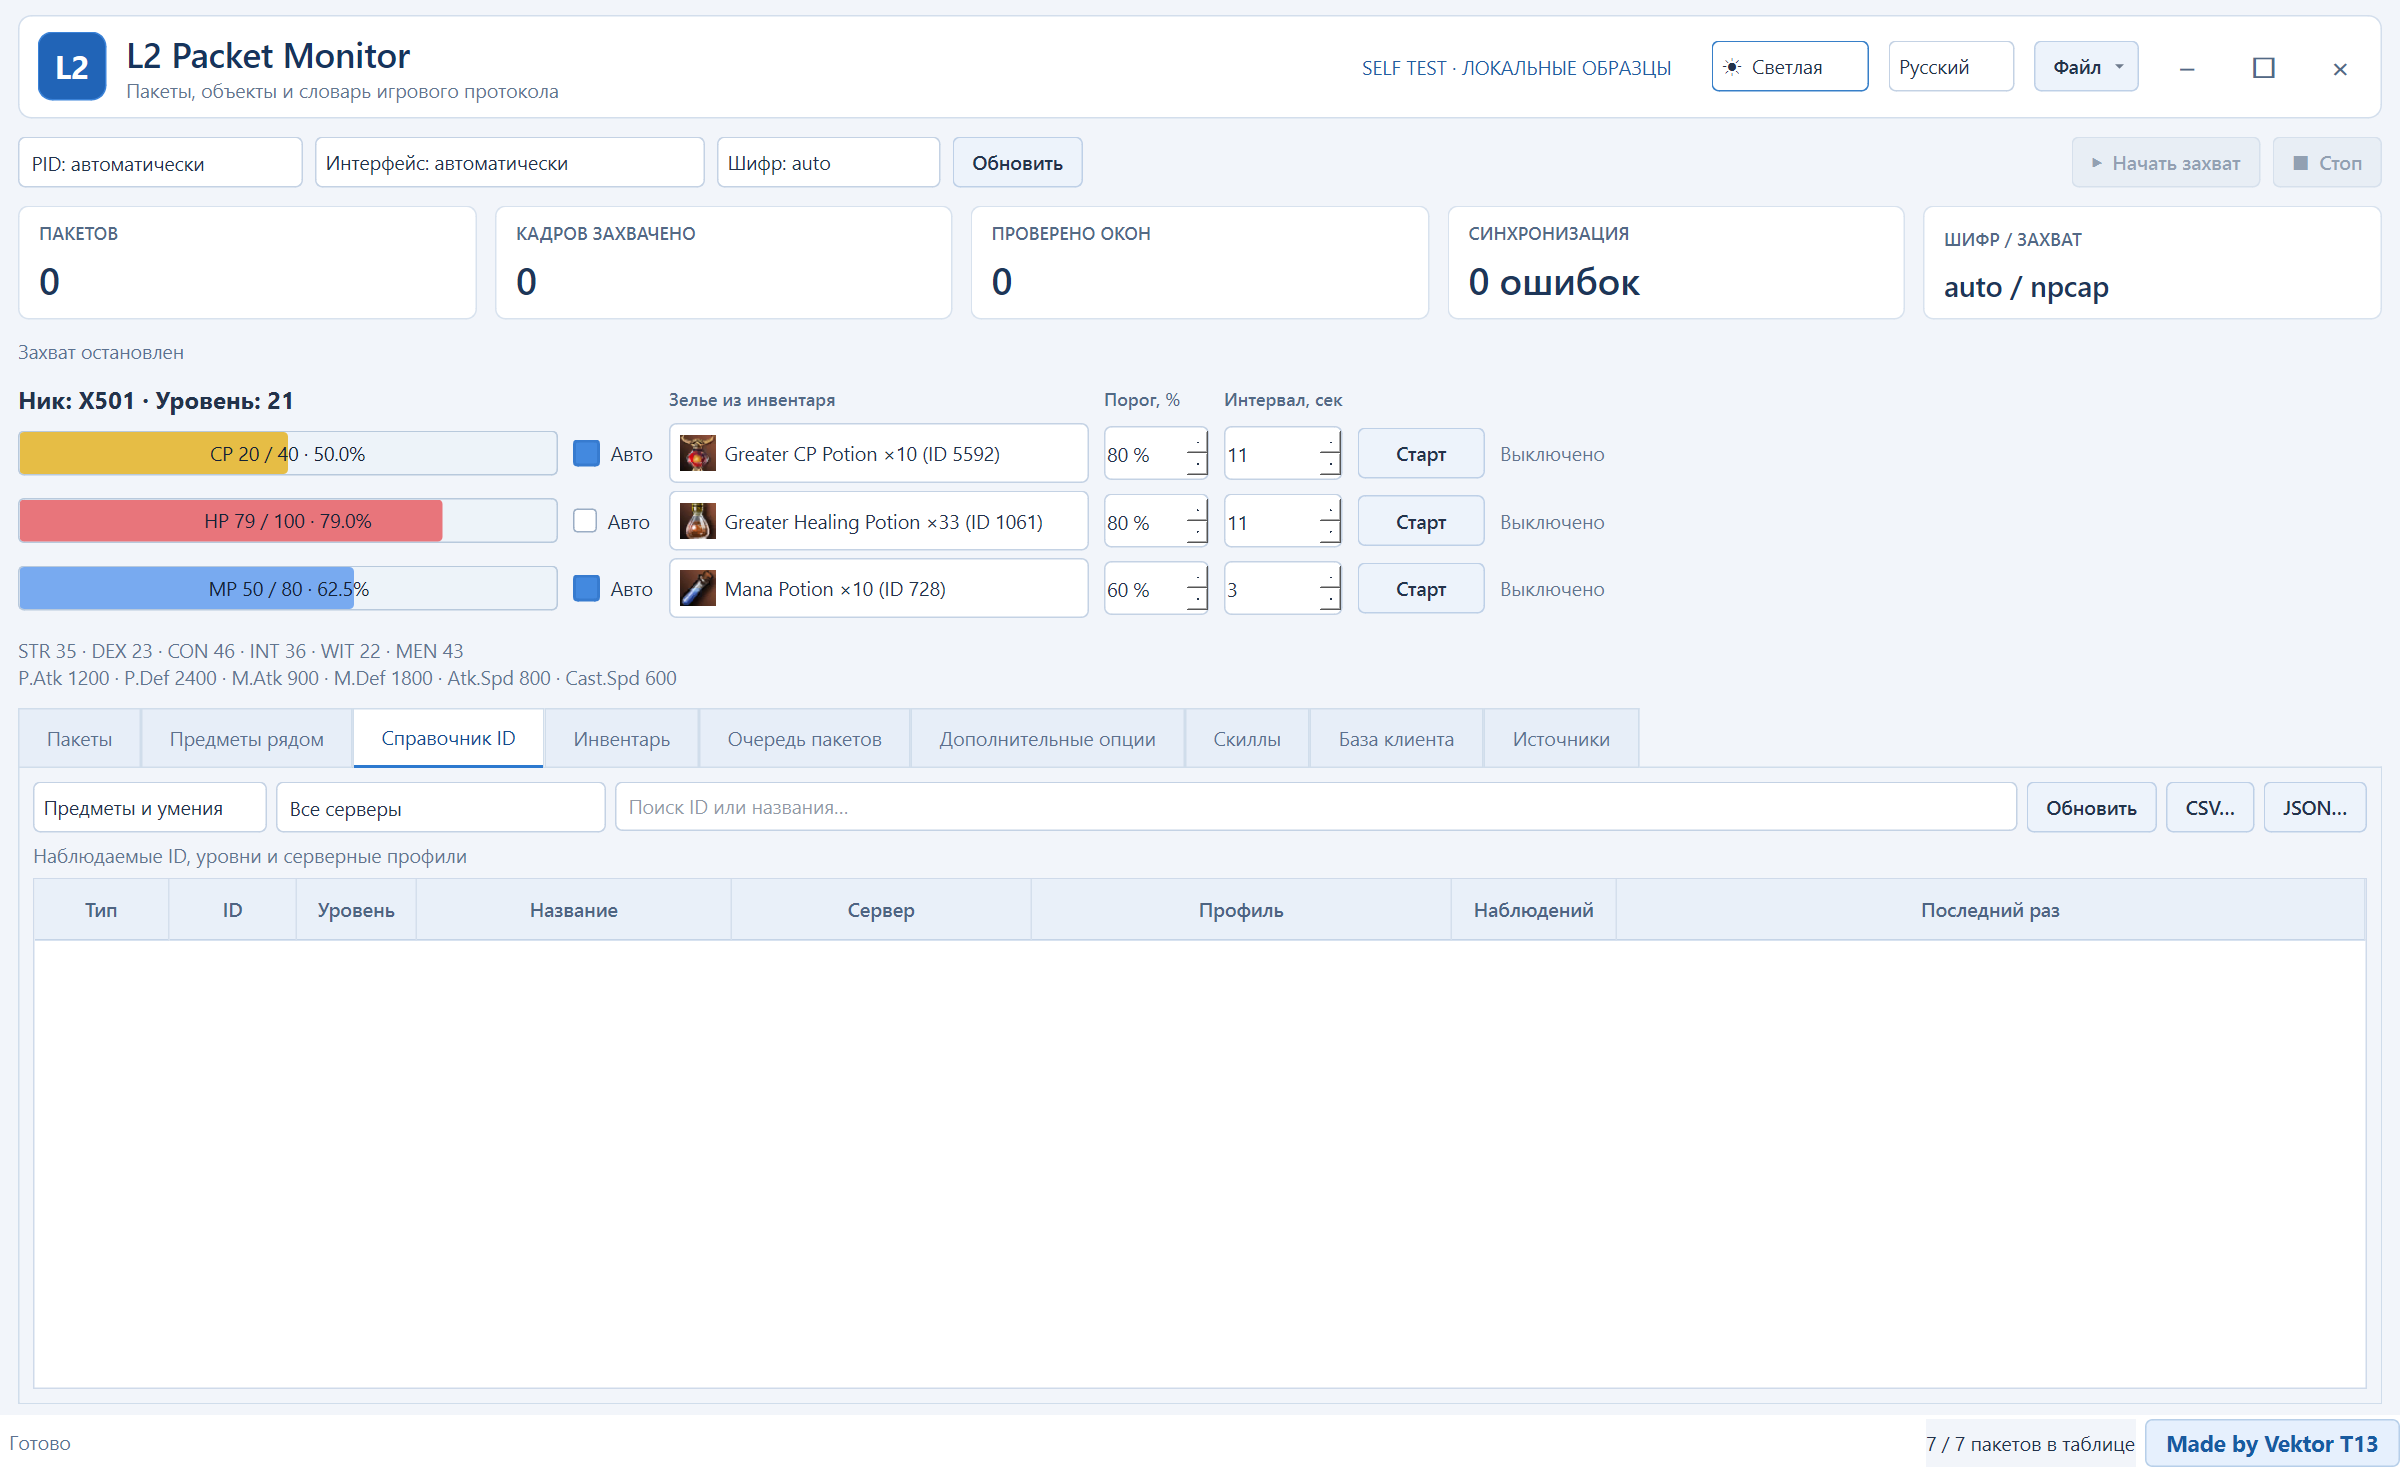 L2
L2 Packet Monitor
Пакеты, объекты и словарь игрового протокола
SELF TEST · ЛОКАЛЬНЫЕ ОБРАЗЦЫ
Светлая
Русский
Файл
PID: автоматически
Интерфейс: автоматически
Шифр: auto
Обновить
Начать захват
Стоп
ПАКЕТОВ
0
КАДРОВ ЗАХВАЧЕНО
0
ПРОВЕРЕНО ОКОН
0
СИНХРОНИЗАЦИЯ
0 ошибок
ШИФР / ЗАХВАТ
auto / npcap
Захват остановлен
Ник: X501 · Уровень: 21
Зелье из инвентаря
Порог, %
Интервал, сек
CP 20 / 40 · 50.0%
Авто
Greater CP Potion ×10 (ID 5592)
80 %
11
Старт
Выключено
HP 79 / 100 · 79.0%
Авто
Greater Healing Potion ×33 (ID 1061)
80 %
11
Старт
Выключено
MP 50 / 80 · 62.5%
Авто
Mana Potion ×10 (ID 728)
60 %
3
Старт
Выключено
STR 35 · DEX 23 · CON 46 · INT 36 · WIT 22 · MEN 43
P.Atk 1200 · P.Def 2400 · M.Atk 900 · M.Def 1800 · Atk.Spd 800 · Cast.Spd 600
Пакеты
Предметы рядом
Справочник ID
Инвентарь
Очередь пакетов
Дополнительные опции
Скиллы
База клиента
Источники
Предметы и умения
Все серверы
Поиск ID или названия...
Обновить
CSV...
JSON...
Наблюдаемые ID, уровни и серверные профили
Тип
ID
Уровень
Название
Сервер
Профиль
Наблюдений
Последний раз
Готово
7 / 7 пакетов в таблице
Made by Vektor T13